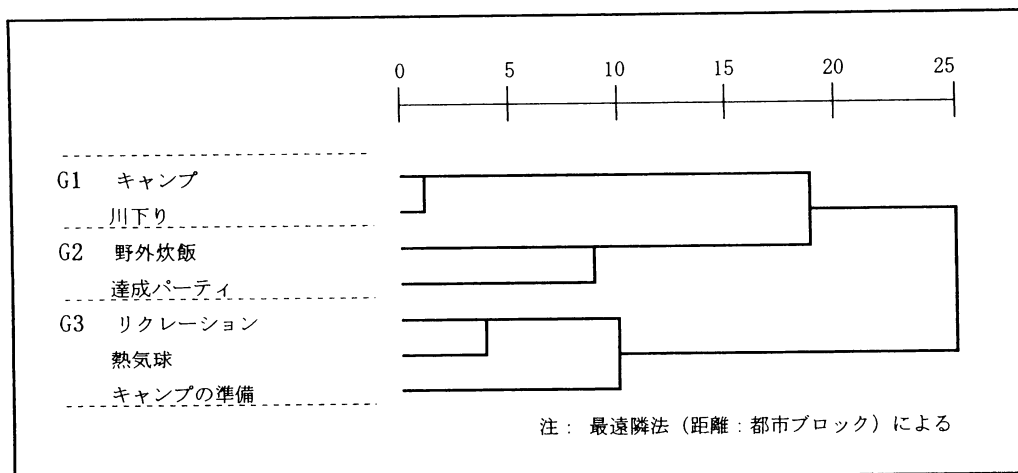 0 5 10 15 20 25
G1 キャンプ
川下り
G2 野外炊飯
達成パーティ
G3 リクレーション
熱気球
キャンプの準備
注： 最遠隣法（距離：都市ブロック）による